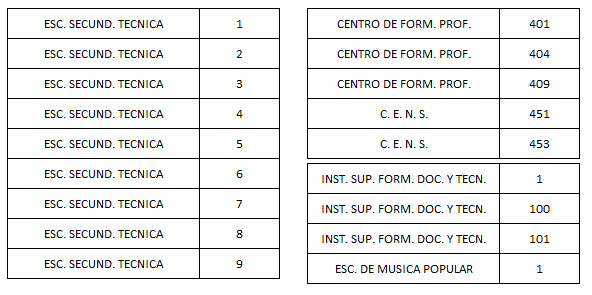 ESC. SECUND. TECNICA 1
ESC. SECUND. TECNICA 2
ESC. SECUND. TECNICA 3
ESC. SECUND. TECNICA 4
ESC. SECUND. TECNICA 5
ESC. SECUND. TECNICA 6
ESC. SECUND. TECNICA 7
ESC. SECUND. TECNICA 8
ESC. SECUND. TECNICA 9
CENTRO DE FORM. PROF. 401
CENTRO DE FORM. PROF. 404
CENTRO DE FORM. PROF. 409
C. E. N. S. 451
C. E. N. S. 453
INST. SUP. FORM. DOC. Y TECN. 1
INST. SUP. FORM. DOC. Y TECN. 100
INST. SUP. FORM. DOC. Y TECN. 101
ESC. DE MUSICA POPULAR 1